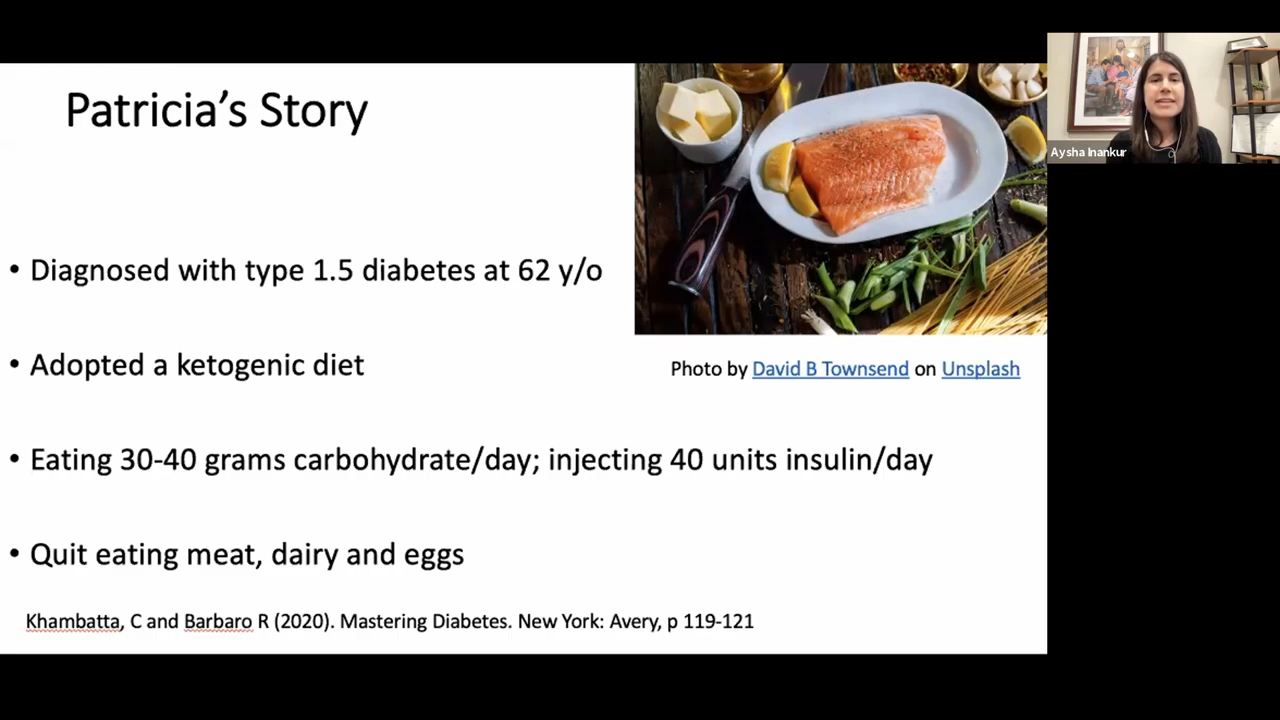 Patricia's Story
Aysha Inankur
• Diagnosed with type 1.5 diabetes at 62 y/o
• Adopted a ketogenic diet
Photo by David B Townsend on Unsplash
• Eating 30-40 grams carbohydrate/day; injecting 40 units insulin/day
• Quit eating meat, dairy and eggs
Khambatta, C and Barbaro R (2020). Mastering Diabetes. New York: Avery, p 119-121